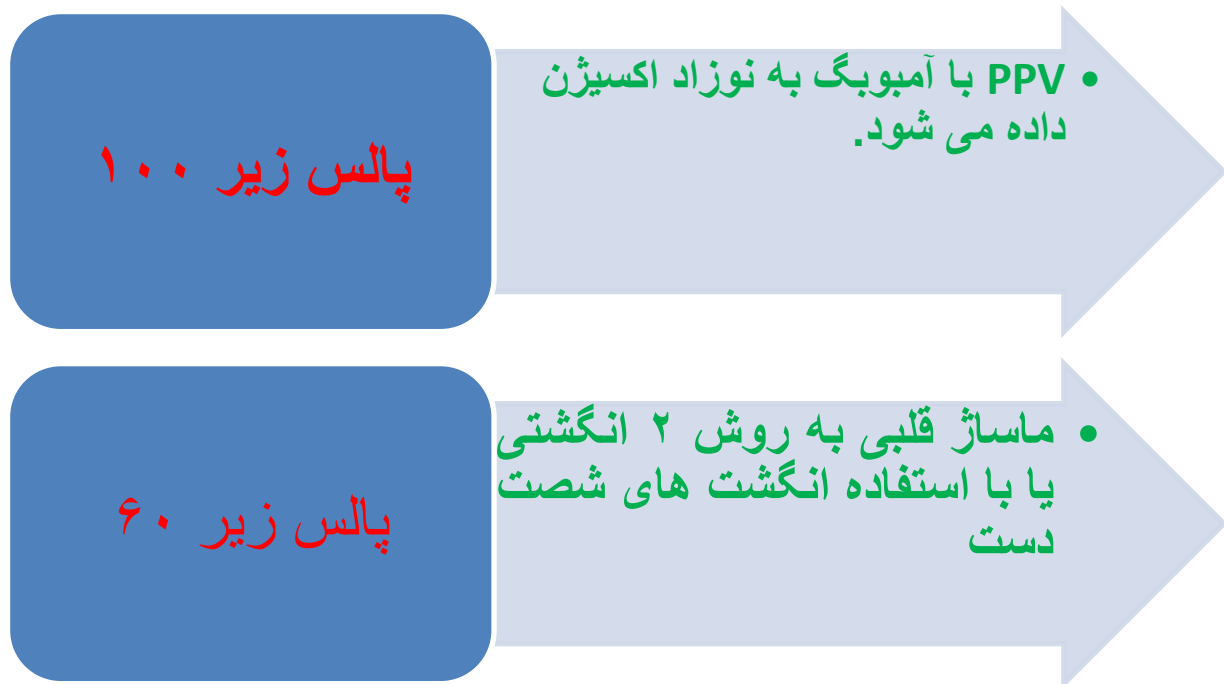 پالس زیر ۱۰۰
• PPV با آمبوبگ به نوزاد اکسیژن
داده می شود.
پالس زیر ۶۰
• ماساژ قلبی به روش ۲ انگشتی
یا با استفاده انگشت های شصت
دست